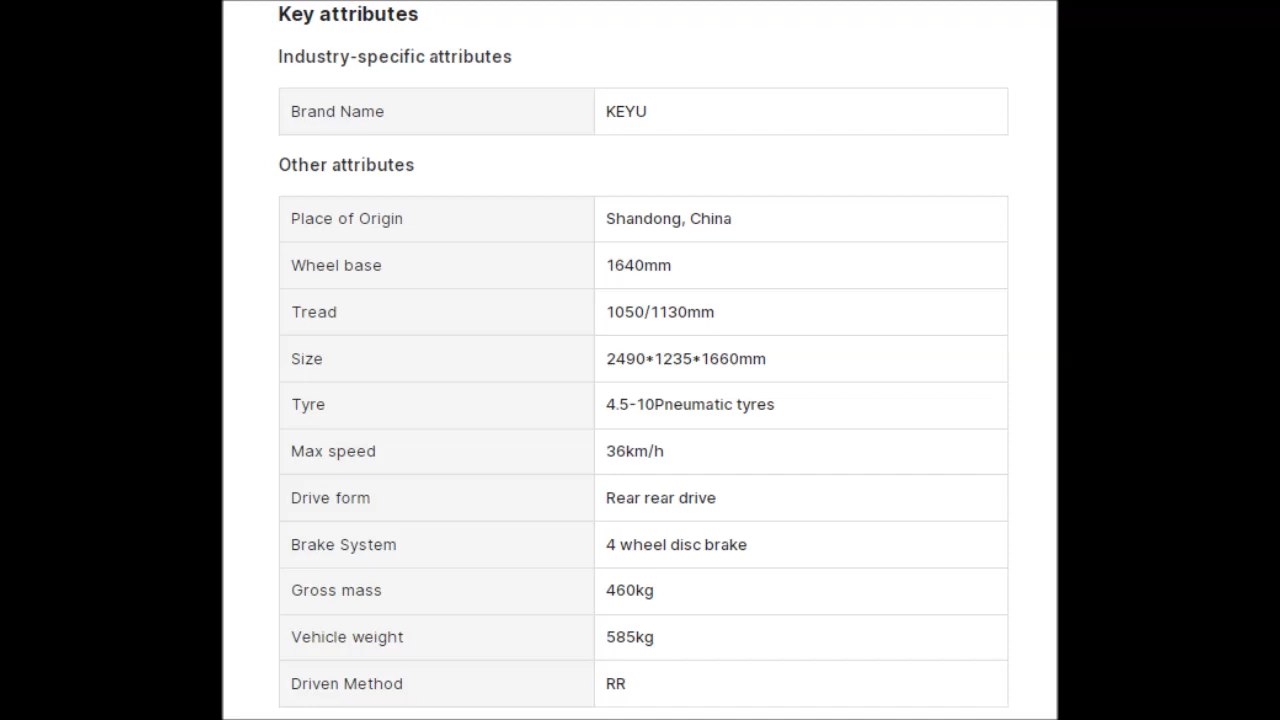 Key attributes
Industry-specific attributes
Brand Name KEYU
Other attributes
Place of Origin Shandong, China
Wheel base 1640mm
Tread 1050/1130mm
Size 2490*1235*1660mm
Tyre 4.5-10Pneumatic tyres
Max speed 36km/h
Drive form Rear rear drive
Brake System 4 wheel disc brake
Gross mass 460kg
Vehicle weight 585kg
Driven Method RR